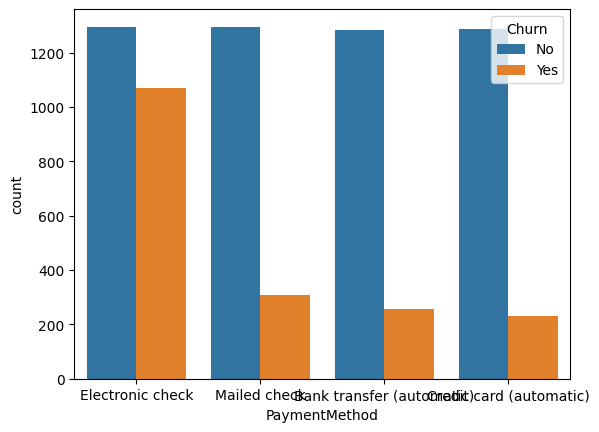 Churn
No
Yes
1200
1000
800
600
400
200
0
count
Electronic check
Mailed check
Bank transfer (automatic)
Credit card (automatic)
PaymentMethod